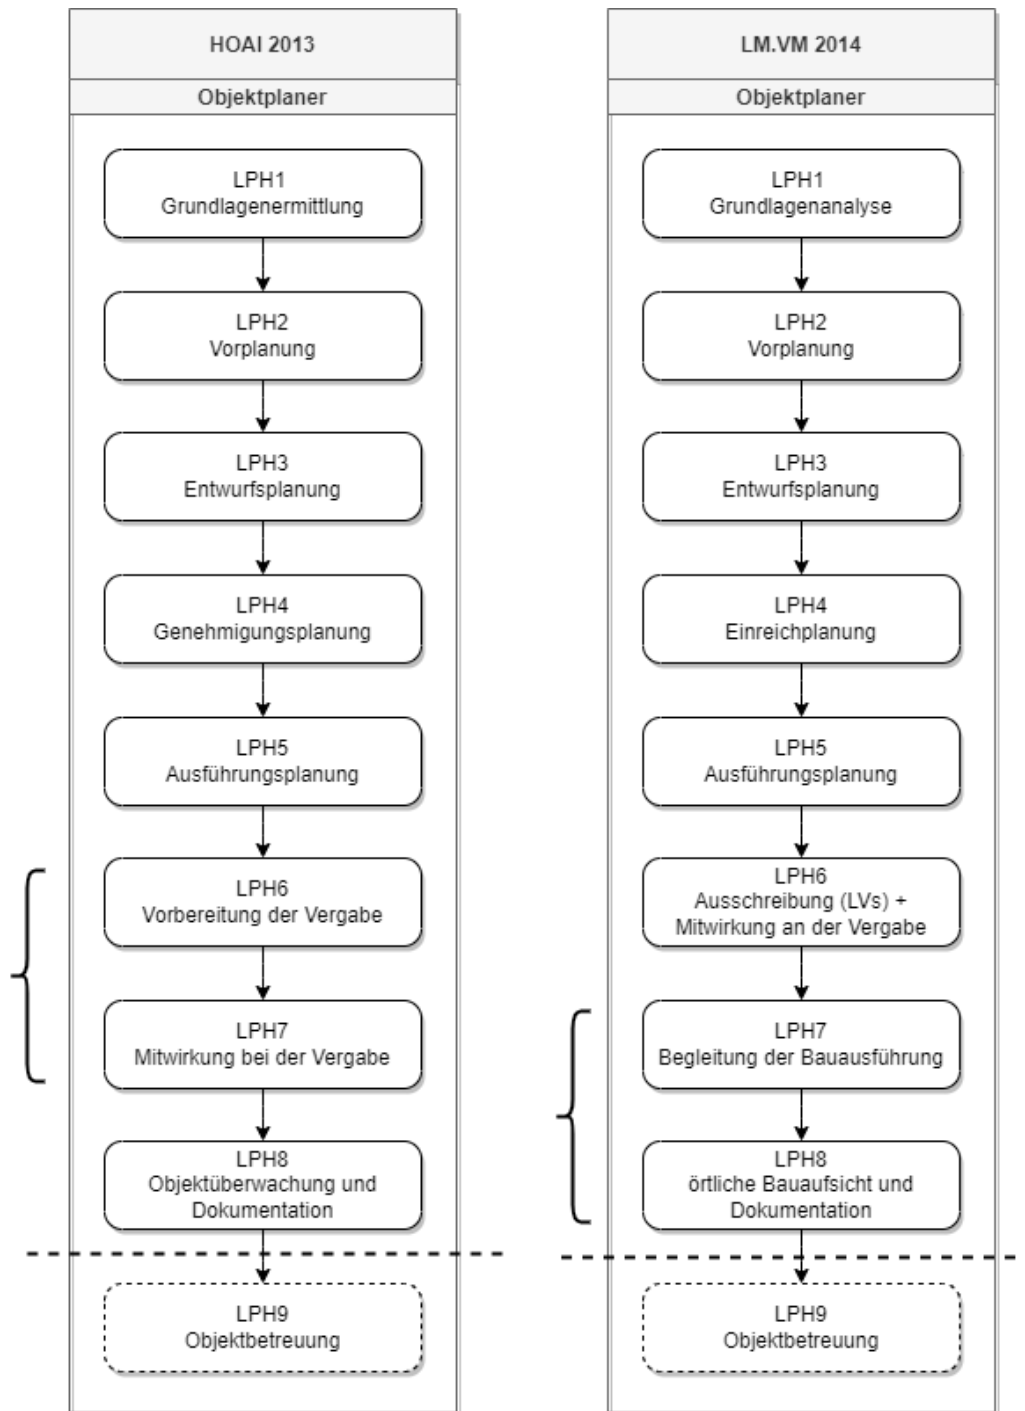 HOAI 2013
Objektplaner
LPH1
Grundlagenermittlung
LPH2
Vorplanung
LPH3
Entwurfsplanung
LPH4
Genehmigungsplanung
LPH5
Ausführungsplanung
LPH6
Vorbereitung der Vergabe
LPH7
Mitwirkung bei der Vergabe
LPH8
Objektüberwachung und
Dokumentation
LPH9
Objektbetreuung
LM.VM 2014
Objektplaner
LPH1
Grundlagenanalyse
LPH2
Vorplanung
LPH3
Entwurfsplanung
LPH4
Einreichplanung
LPH5
Ausführungsplanung
LPH6
Ausschreibung (LVs) +
Mitwirkung an der Vergabe
LPH7
Begleitung der Bauausführung
LPH8
örtliche Bauaufsicht und
Dokumentation
LPH9
Objektbetreuung